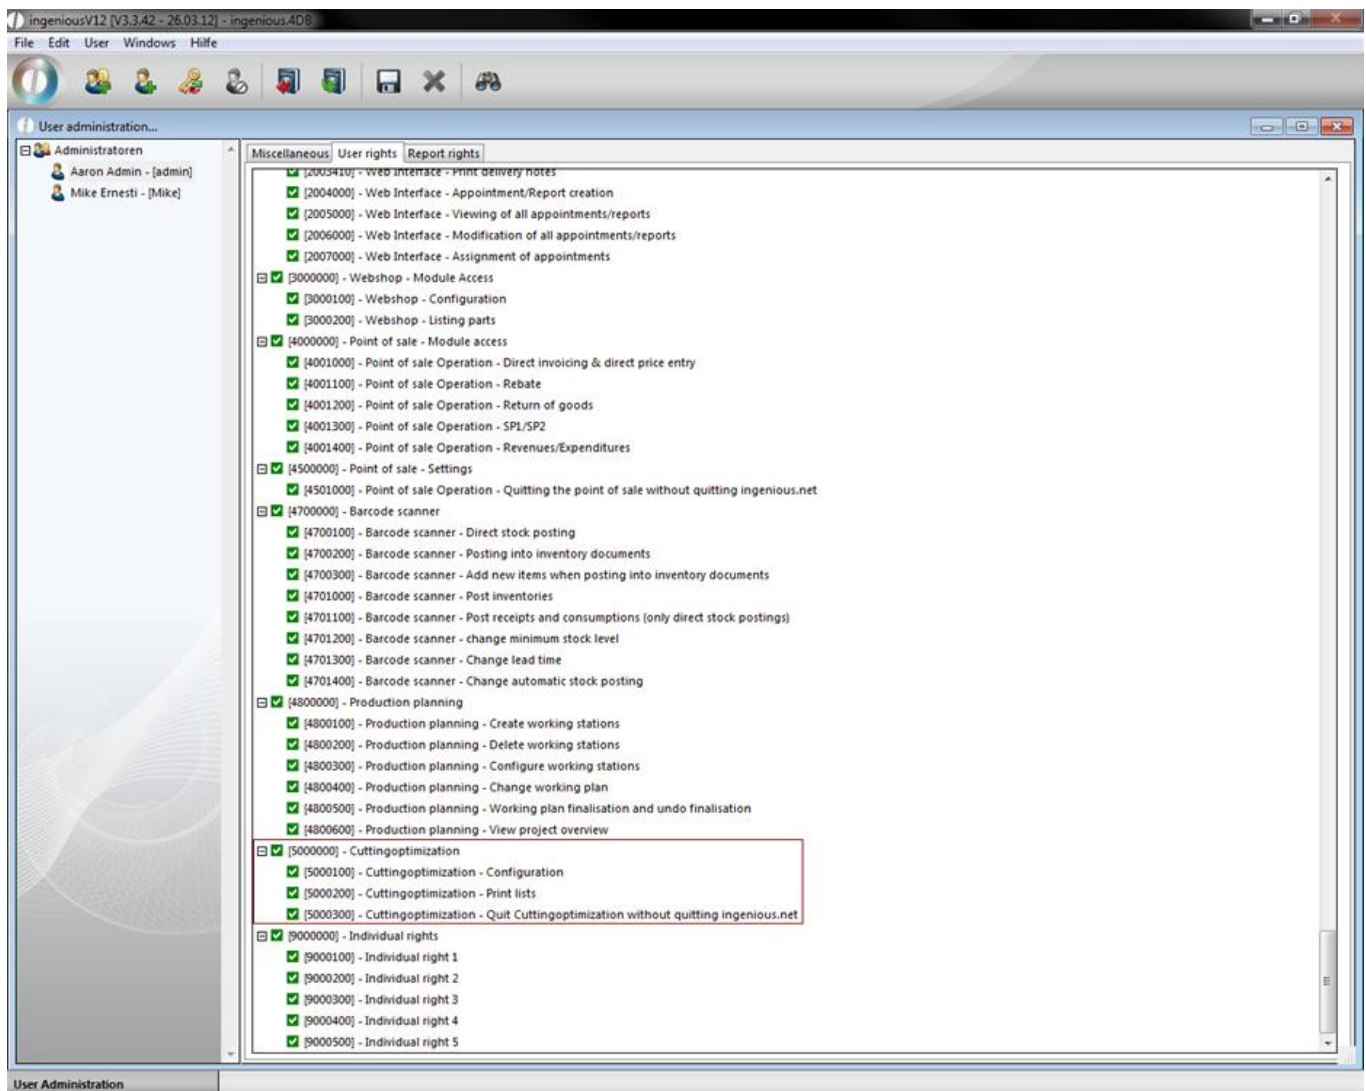 ingeniousV12 [V3.3.42 - 26.03.12] - ingenious.4DB
File Edit User Windows Hilfe
User administration...
Administratoren
Aaron Admin - [admin]
Mike Ernesti - [Mike]
Miscellaneous User rights Report rights
[2003410] - Web Interface - Print delivery notes
[2004000] - Web Interface - Appointment/Report creation
[2005000] - Web Interface - Viewing of all appointments/reports
[2006000] - Web Interface - Modification of all appointments/reports
[2007000] - Web Interface - Assignment of appointments
[3000000] - Webshop - Module Access
[3000100] - Webshop - Configuration
[3000200] - Webshop - Listing parts
[4000000] - Point of sale - Module access
[4001000] - Point of sale Operation - Direct invoicing & direct price entry
[4001100] - Point of sale Operation - Rebate
[4001200] - Point of sale Operation - Return of goods
[4001300] - Point of sale Operation - SP1/SP2
[4001400] - Point of sale Operation - Revenues/Expenditures
[4500000] - Point of sale - Settings
[4501000] - Point of sale Operation - Quitting the point of sale without quitting ingenious.net
[4700000] - Barcode scanner
[4700100] - Barcode scanner - Direct stock posting
[4700200] - Barcode scanner - Posting into inventory documents
[4700300] - Barcode scanner - Add new items when posting into inventory documents
[4701000] - Barcode scanner - Post inventories
[4701100] - Barcode scanner - Post receipts and consumptions (only direct stock postings)
[4701200] - Barcode scanner - change minimum stock level
[4701300] - Barcode scanner - Change lead time
[4701400] - Barcode scanner - Change automatic stock posting
[4800000] - Production planning
[4800100] - Production planning - Create working stations
[4800200] - Production planning - Delete working stations
[4800300] - Production planning - Configure working stations
[4800400] - Production planning - Change working plan
[4800500] - Production planning - Working plan finalisation and undo finalisation
[4800600] - Production planning - View project overview
[5000000] - Cuttingoptimization
[5000100] - Cuttingoptimization - Configuration
[5000200] - Cuttingoptimization - Print lists
[5000300] - Cuttingoptimization - Quit Cuttingoptimization without quitting ingenious.net
[9000000] - Individual rights
[9000100] - Individual right 1
[9000200] - Individual right 2
[9000300] - Individual right 3
[9000400] - Individual right 4
[9000500] - Individual right 5
User Administration